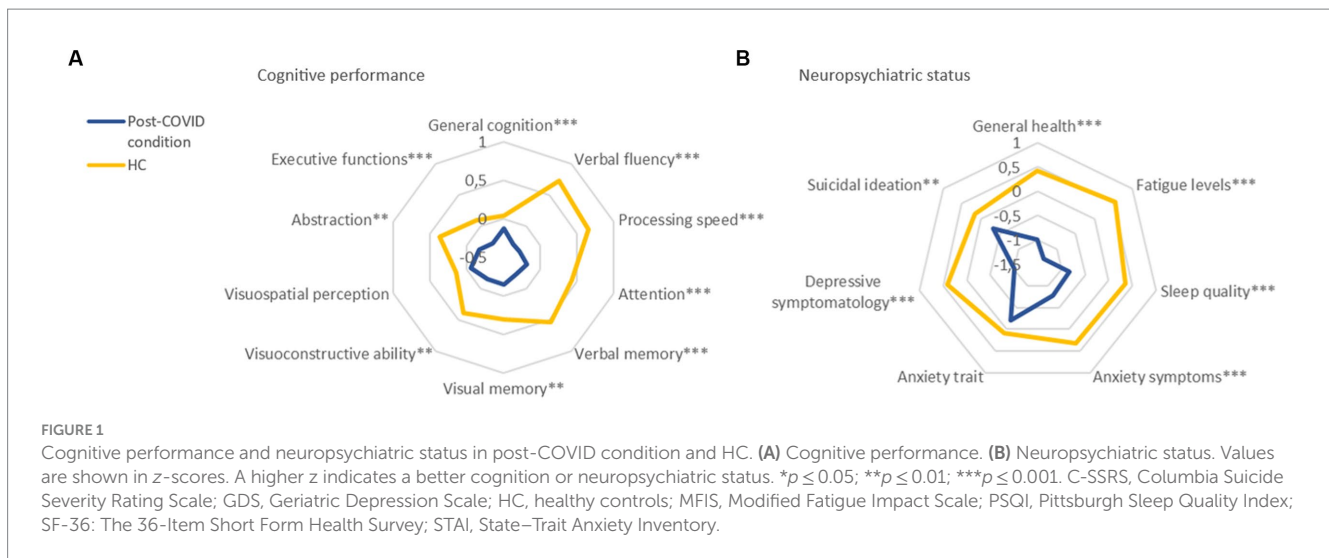 A
Cognitive performance
Post-COVID
condition
HC
General cognition***
1
Executive functions***
Verbal fluency***
0,5
Abstraction**
Processing speed***
0
-0,5
Visuospatial perception
Attention***
Visuoconstructive ability**
Verbal memory***
Visual memory**
B
Neuropsychiatric status
General health***
1
Suicidal ideation**
0,5
Fatigue levels***
0
-0,5
-1
-1,5
Depressive
symptomatology***
Sleep quality***
Anxiety trait
Anxiety symptoms***
FIGURE 1
Cognitive performance and neuropsychiatric status in post-COVID condition and HC. (A) Cognitive performance. (B) Neuropsychiatric status. Values
are shown in z-scores. A higher z indicates a better cognition or neuropsychiatric status. *p ≤ 0.05; **p ≤ 0.01; ***p ≤ 0.001. C-SSRS, Columbia Suicide
Severity Rating Scale; GDS, Geriatric Depression Scale; HC, healthy controls; MFIS, Modified Fatigue Impact Scale; PSQI, Pittsburgh Sleep Quality Index;
SF-36: The 36-Item Short Form Health Survey; STAI, State–Trait Anxiety Inventory.